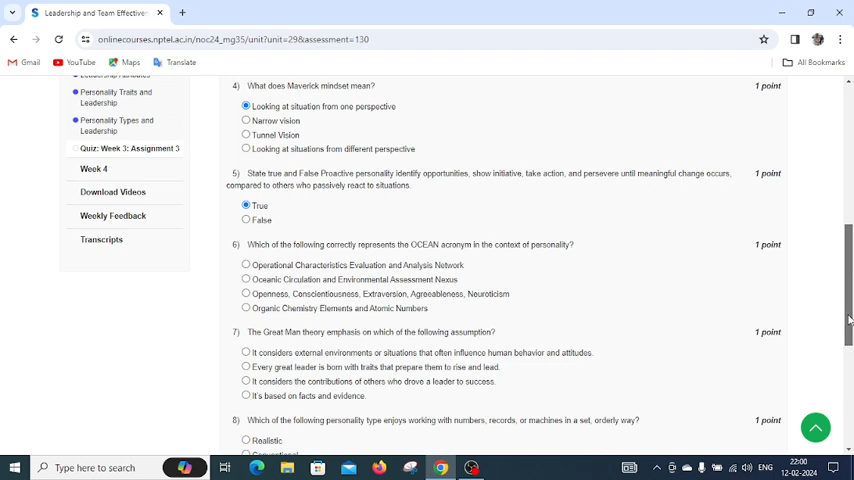 Leadership and Team Effectiven
onlinecourses.nptel.ac.in/noc24_mg35/unit?unit=29&assessment=130
Gmail YouTube Maps Translate All Bookmarks
Leadership Attributes
Personality Traits and
Leadership
Personality Types and
Leadership
Quiz: Week 3: Assignment 3
Week 4
Download Videos
Weekly Feedback
Transcripts
4) What does Maverick mindset mean? 1 point
Looking at situation from one perspective
Narrow vision
Tunnel Vision
Looking at situations from different perspective
5) State true and False Proactive personality identify opportunities, show initiative, take action, and persevere until meaningful change occurs, 1 point
compared to others who passively react to situations.
True
False
6) Which of the following correctly represents the OCEAN acronym in the context of personality? 1 point
Operational Characteristics Evaluation and Analysis Network
Oceanic Circulation and Environmental Assessment Nexus
Openness, Conscientiousness, Extraversion, Agreeableness, Neuroticism
Organic Chemistry Elements and Atomic Numbers
7) The Great Man theory emphasis on which of the following assumption? 1 point
It considers external environments or situations that often influence human behavior and attitudes.
Every great leader is born with traits that prepare them to rise and lead.
It considers the contributions of others who drove a leader to success.
It's based on facts and evidence.
8) Which of the following personality type enjoys working with numbers, records, or machines in a set, orderly way? 1 point
Realistic
Conventional
Type here to search
ENG
22:00
12-02-2024